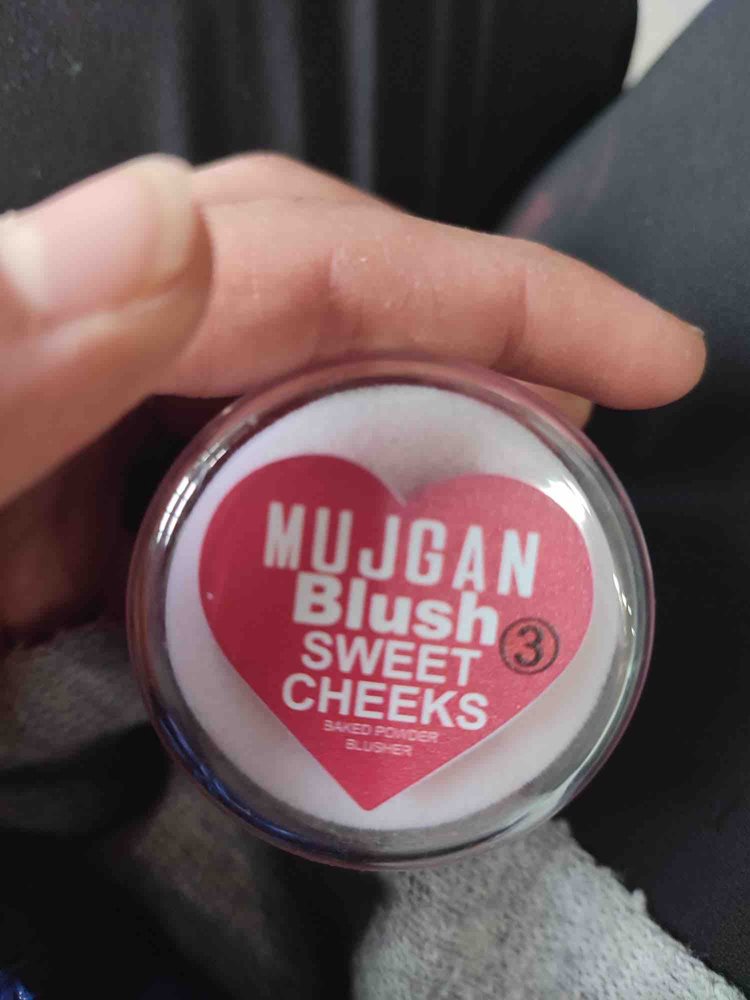 MUJGAN
Blush
SWEET ③
CHEEKS
BAKED POWDER
BLUSHER